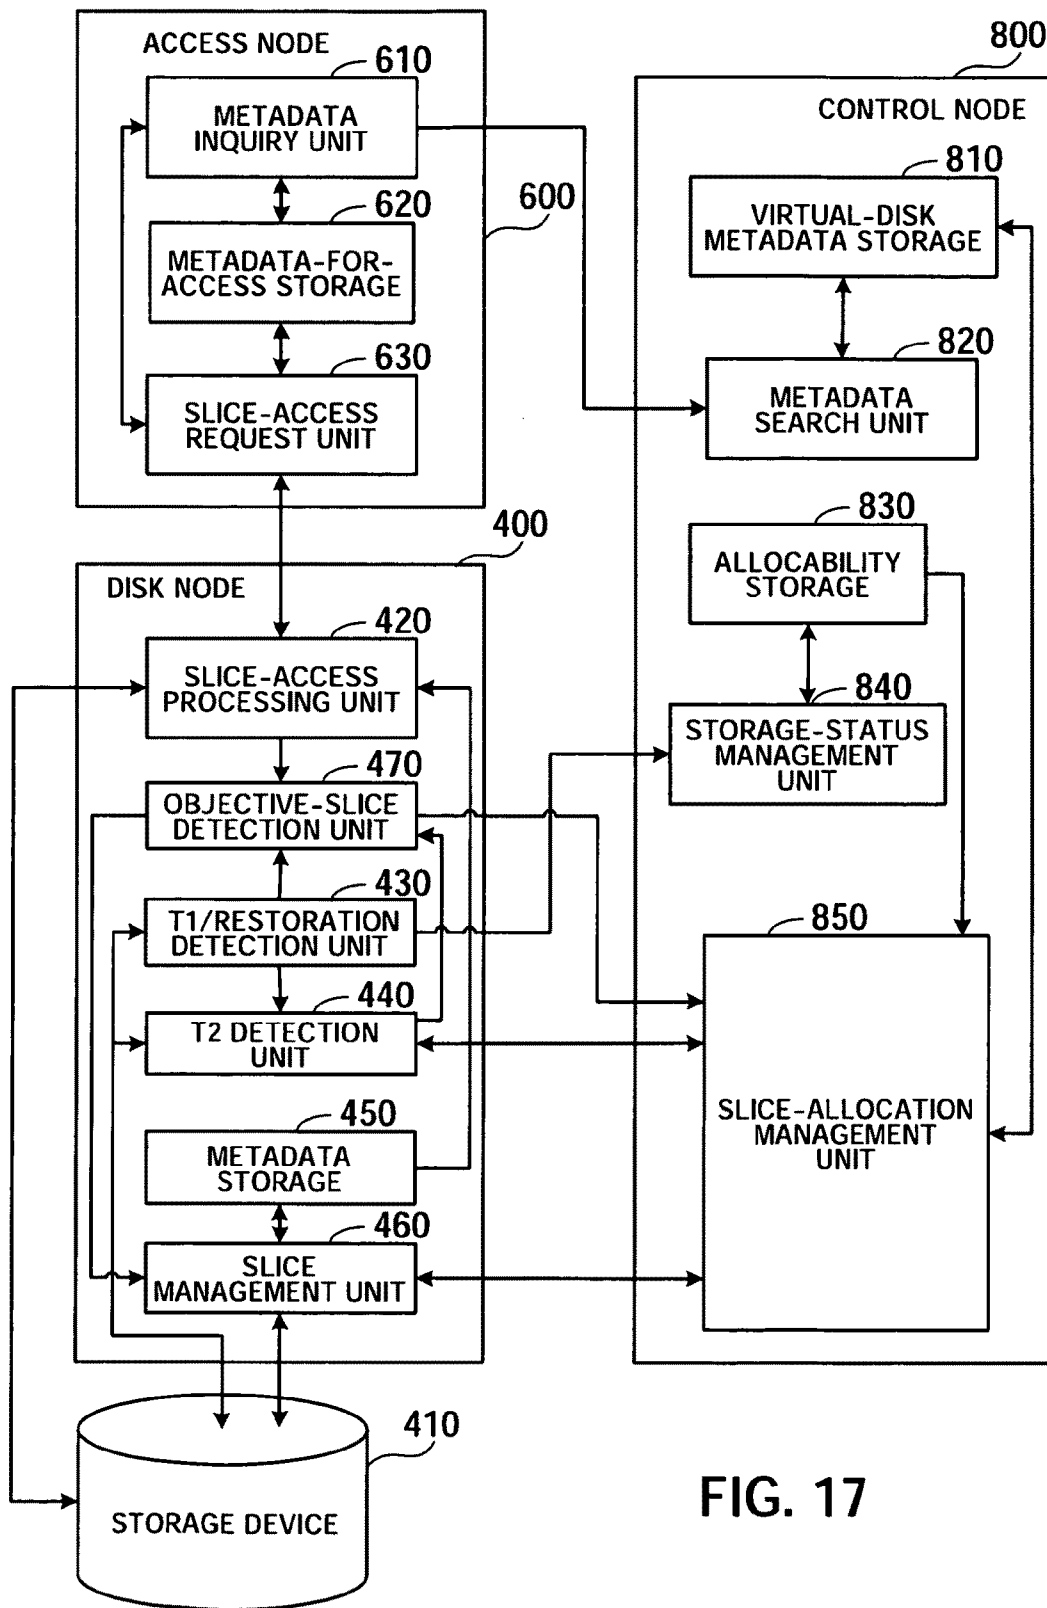 ACCESS NODE
610
METADATA
INQUIRY UNIT
620
METADATA-FOR-
ACCESS STORAGE
630
SLICE-ACCESS
REQUEST UNIT
600
800
CONTROL NODE
810
VIRTUAL-DISK
METADATA STORAGE
820
METADATA
SEARCH UNIT
830
ALLOCABILITY
STORAGE
840
STORAGE-STATUS
MANAGEMENT
UNIT
850
SLICE-ALLOCATION
MANAGEMENT
UNIT
400
DISK NODE
420
SLICE-ACCESS
PROCESSING UNIT
470
OBJECTIVE-SLICE
DETECTION UNIT
430
T1/RESTORATION
DETECTION UNIT
440
T2 DETECTION
UNIT
450
METADATA
STORAGE
460
SLICE
MANAGEMENT UNIT
410
STORAGE DEVICE
FIG. 17